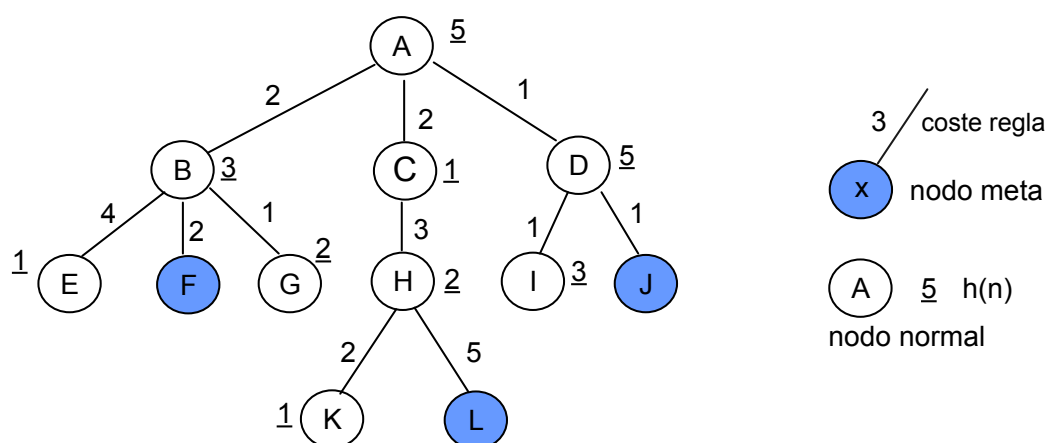 A 5
2 2 1
B 3 C 1 D 5
4 2 1 3 1 1
1 E F G 2 H 2 I 3 J
2 5
1 K L
3 coste regla
x nodo meta
A 5 h(n)
nodo normal